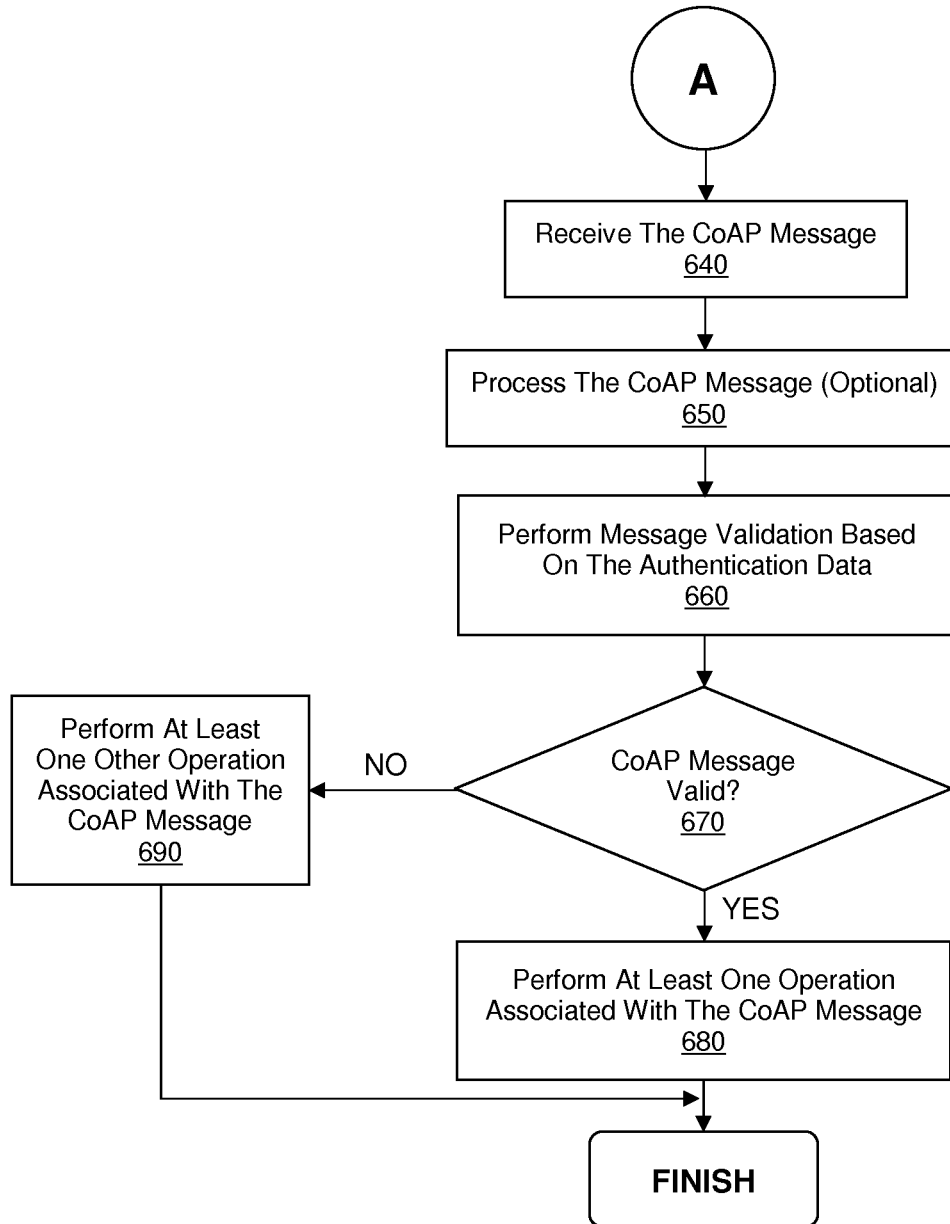 A
Receive The CoAP Message
640
Process The CoAP Message (Optional)
650
Perform Message Validation Based
On The Authentication Data
660
CoAP Message
Valid?
670
NO
Perform At Least
One Other Operation
Associated With The
CoAP Message
690
YES
Perform At Least One Operation
Associated With The CoAP Message
680
FINISH